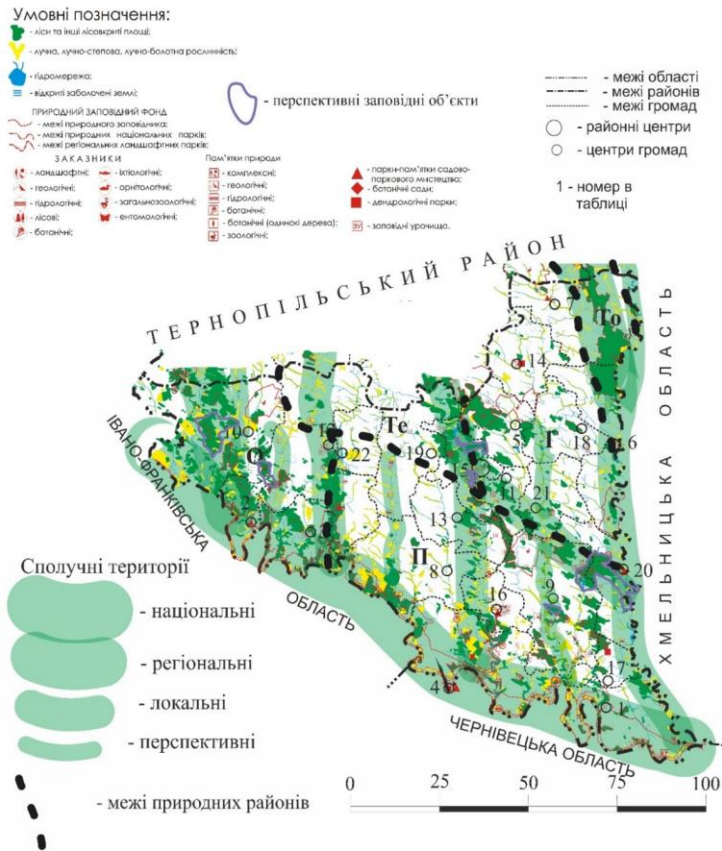 Умовні позначення:
- ліси та інші лісовкриті площі;
- лучна, лучно-степова, лучно-болотна рослинність;
- гідромережа;
- відкриті заболочені землі;
- перспективні заповідні об'єкти
ПРИРОДНИЙ ЗАПОВІДНИЙ ФОНД
- межі природного заповідника;
- межі природних національних парків;
- межі регіональних ландшафтних парків;
ЗАКАЗНИКИ
- ландшафтні;
- геологічні;
- гідрологічні;
- лісові;
- ботанічні;
- іхтіологічні;
- орнітологічні;
- загальнозоологічні;
- ентомологічні;
Пам'ятки природи
- комплексні;
- геологічні;
- гідрологічні;
- ботанічні;
- ботанічні (одинокі дерева);
- зоологічні;
- парки-пам'ятки садово-
паркового мистецтва;
- ботанічні сади;
- дендрологічні парки;
- заповідні урочища.
- межі області
- межі районів
- межі громад
- районні центри
- центри громад
1 - номер в
таблиці
ТЕРНОПІЛЬСЬКИЙ РАЙОН
ХМЕЛЬНИЦЬКА ОБЛАСТЬ
ІВАНО-ФРАНКІВСЬКА
ОБЛАСТЬ
ЧЕРНІВЕЦЬКА ОБЛАСТЬ
7
То
14
Те
10
О
12
22
19
5
Г
18
6
15
11
21
2
3
13
П
8
20
9
16
17
4
1
Сполучні території
- національні
- регіональні
- локальні
- перспективні
- межі природних районів
0 25 50 75 100